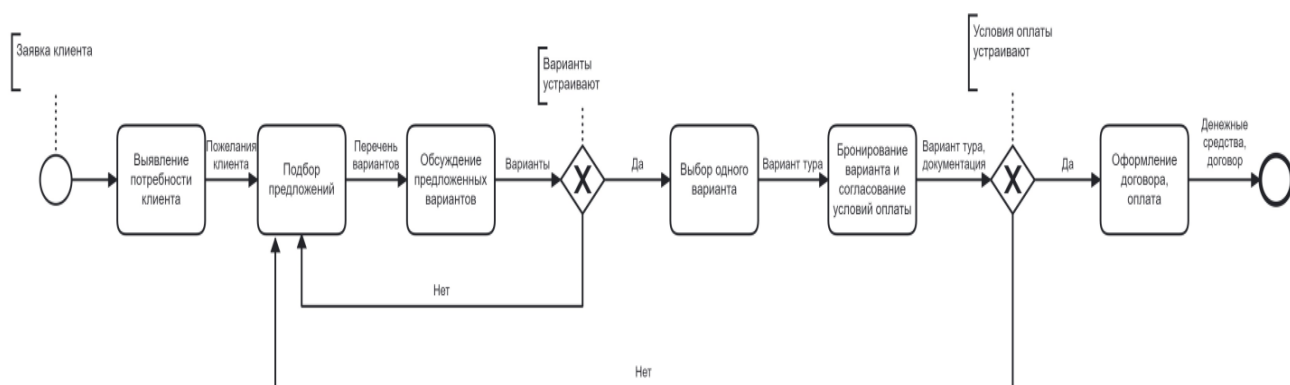 Заявка клиента
Выявление
потребности
клиента
Пожелания
клиента
Подбор
предложений
Перечень
вариантов
Обсуждение
предложенных
вариантов
Варианты
Варианты
устраивают
Да
Нет
Выбор одного
варианта
Вариант тура
Бронирование
варианта и
согласование
условий оплаты
Вариант тура,
документация
Условия оплаты
устраивают
Да
Нет
Оформление
договора,
оплата
Денежные
средства,
договор